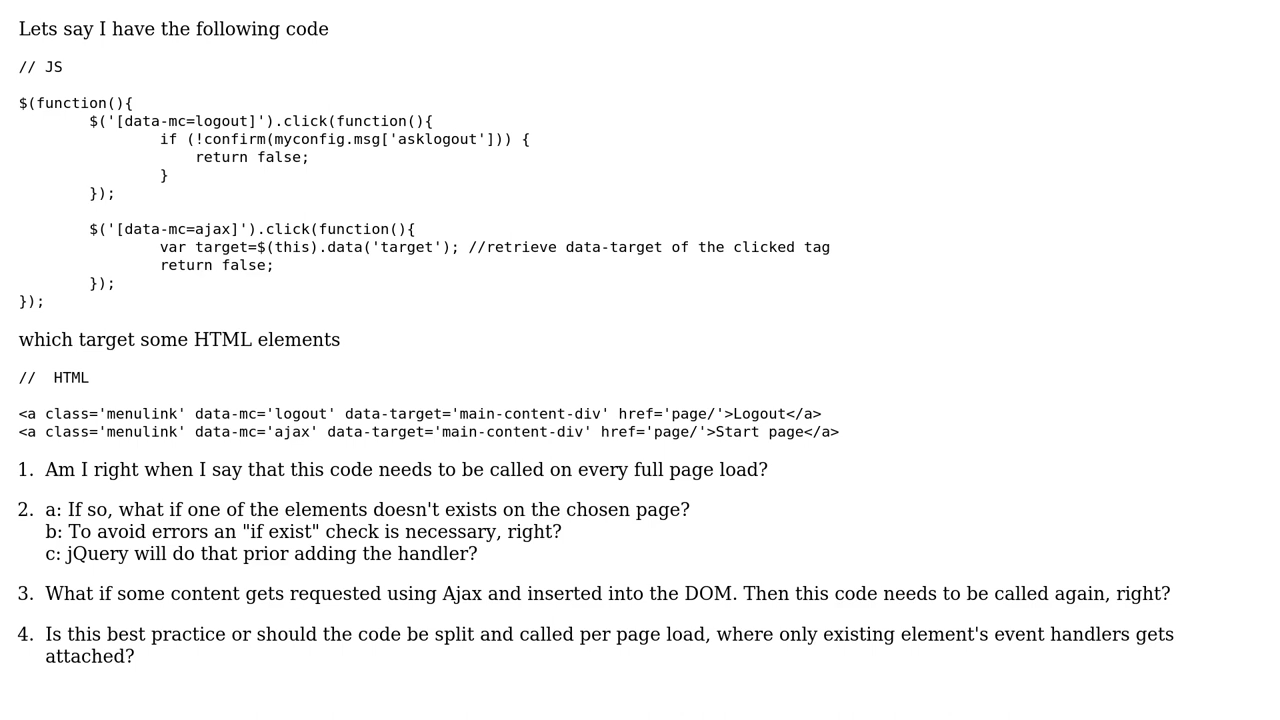 Lets say I have the following code
// JS
$(function(){
        $('[data-mc=logout]').click(function(){
                if (!confirm(myconfig.msg['asklogout'])) {
                    return false;
                }
        });
        $('[data-mc=ajax]').click(function(){
                var target=$(this).data('target'); //retrieve data-target of the clicked tag
                return false;
        });
});
which target some HTML elements
//  HTML
<a class='menulink' data-mc='logout' data-target='main-content-div' href='page/'>Logout</a>
<a class='menulink' data-mc='ajax' data-target='main-content-div' href='page/'>Start page</a>
1. Am I right when I say that this code needs to be called on every full page load?
2. a: If so, what if one of the elements doesn't exists on the chosen page?
b: To avoid errors an "if exist" check is necessary, right?
c: jQuery will do that prior adding the handler?
3. What if some content gets requested using Ajax and inserted into the DOM. Then this code needs to be called again, right?
4. Is this best practice or should the code be split and called per page load, where only existing element's event handlers gets
attached?